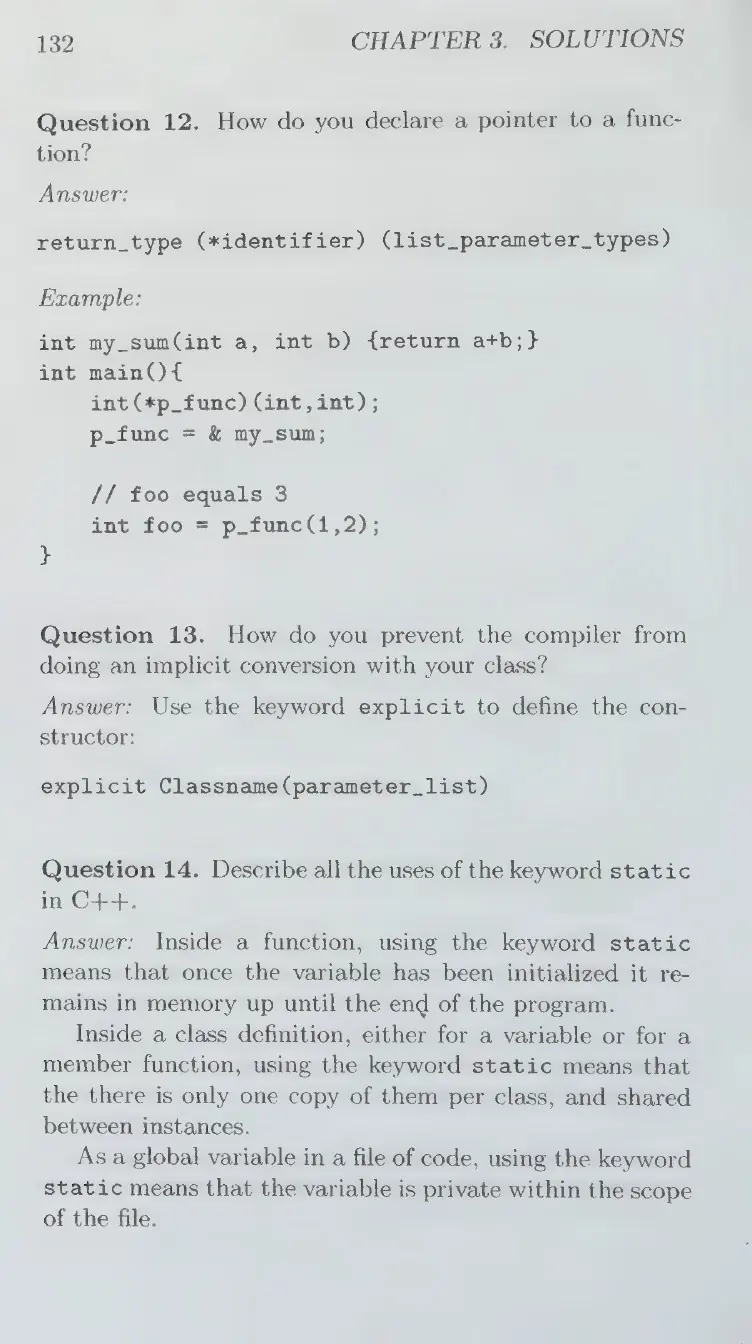 132 CHAPTER 3. SOLUTIONS
Question 12. How do you declare a pointer to a func-
tion?
Answer:
return_type (*identifier) (list_parameter_types)
Example:
int my_sum(int a, int b) {return a+b;}
int main(){
int(*p_func)(int,int);
p_func = & my_sum;
// foo equals 3
int foo = p_func(1,2);
}
Question 13. How do you prevent the compiler from
doing an implicit conversion with your class?
Answer: Use the keyword explicit to define the con-
structor:
explicit Classname(parameter_list)
Question 14. Describe all the uses of the keyword static
in C++.
Answer: Inside a function, using the keyword static
means that once the variable has been initialized it re-
mains in memory up until the end of the program.
Inside a class definition, either for a variable or for a
member function, using the keyword static means that
the there is only one copy of them per class, and shared
between instances.
As a global variable in a file of code, using the keyword
static means that the variable is private within the scope
of the file.